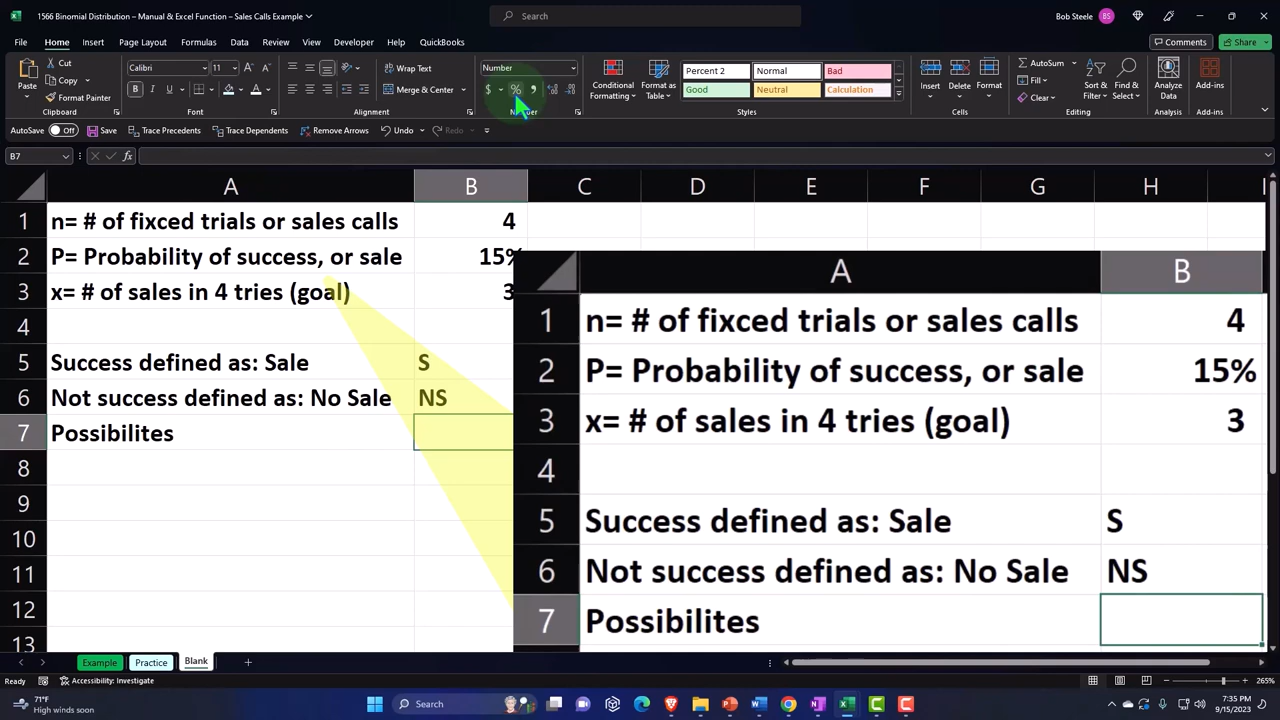 1566 Binomial Distribution – Manual & Excel Function – Sales Calls Example
Search
Bob Steele
BS
File
Home
Insert
Page Layout
Formulas
Data
Review
View
Developer
Help
QuickBooks
Comments
Share
Paste
Cut
Copy
Format Painter
Clipboard
Calibri
11
Font
Wrap Text
Merge & Center
Alignment
Number
$
%
Conditional Formatting
Format as Table
Percent 2
Normal
Bad
Good
Neutral
Calculation
Styles
Insert
Delete
Format
Cells
AutoSum
Fill
Clear
Sort & Filter
Find & Select
Editing
Analyze Data
Analysis
Add-ins
Add-ins
AutoSave
Off
Save
Trace Precedents
Trace Dependents
Remove Arrows
Undo
Redo
B7
fx
A B C D E F G H I
1 n= # of fixced trials or sales calls 4
2 P= Probability of success, or sale 15%
3 x= # of sales in 4 tries (goal) 3
4
5 Success defined as: Sale S
6 Not success defined as: No Sale NS
7 Possibilites
8
9
10
11
12
13
A B
1 n= # of fixced trials or sales calls 4
2 P= Probability of success, or sale 15%
3 x= # of sales in 4 tries (goal) 3
4
5 Success defined as: Sale S
6 Not success defined as: No Sale NS
7 Possibilites
Example
Practice
Blank
Ready
Accessibility: Investigate
265%
71°F
High winds soon
Search
7:35 PM
9/15/2023